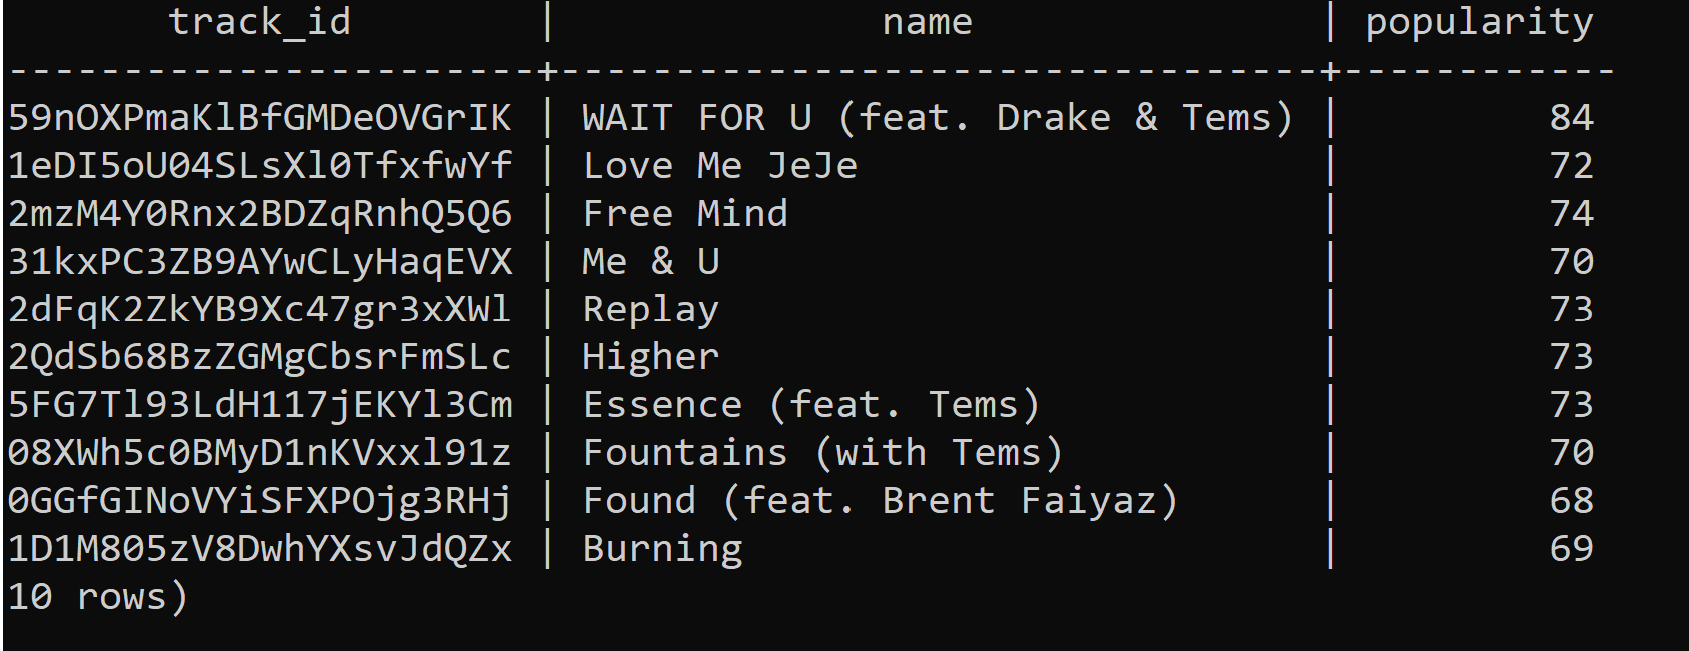 track_id | name | popularity
-----------------------+---------------------------------+------------
59nOXPmaKlBfGMDeOVGrIK | WAIT FOR U (feat. Drake & Tems) | 84
1eDI5oU04SLsXl0TfxfwYf | Love Me JeJe | 72
2mzM4Y0Rnx2BDZqRnhQ5Q6 | Free Mind | 74
31kxPC3ZB9AYwCLyHaqEVX | Me & U | 70
2dFqK2ZkYB9Xc47gr3xXWl | Replay | 73
2QdSb68BzZGMgCbsrFmSLc | Higher | 73
5FG7Tl93LdH117jEKYl3Cm | Essence (feat. Tems) | 73
08XWh5c0BMyD1nKVxxl91z | Fountains (with Tems) | 70
0GGfGINoVYiSFXPOjg3RHj | Found (feat. Brent Faiyaz) | 68
1D1M805zV8DwhYXsvJdQZx | Burning | 69
10 rows)